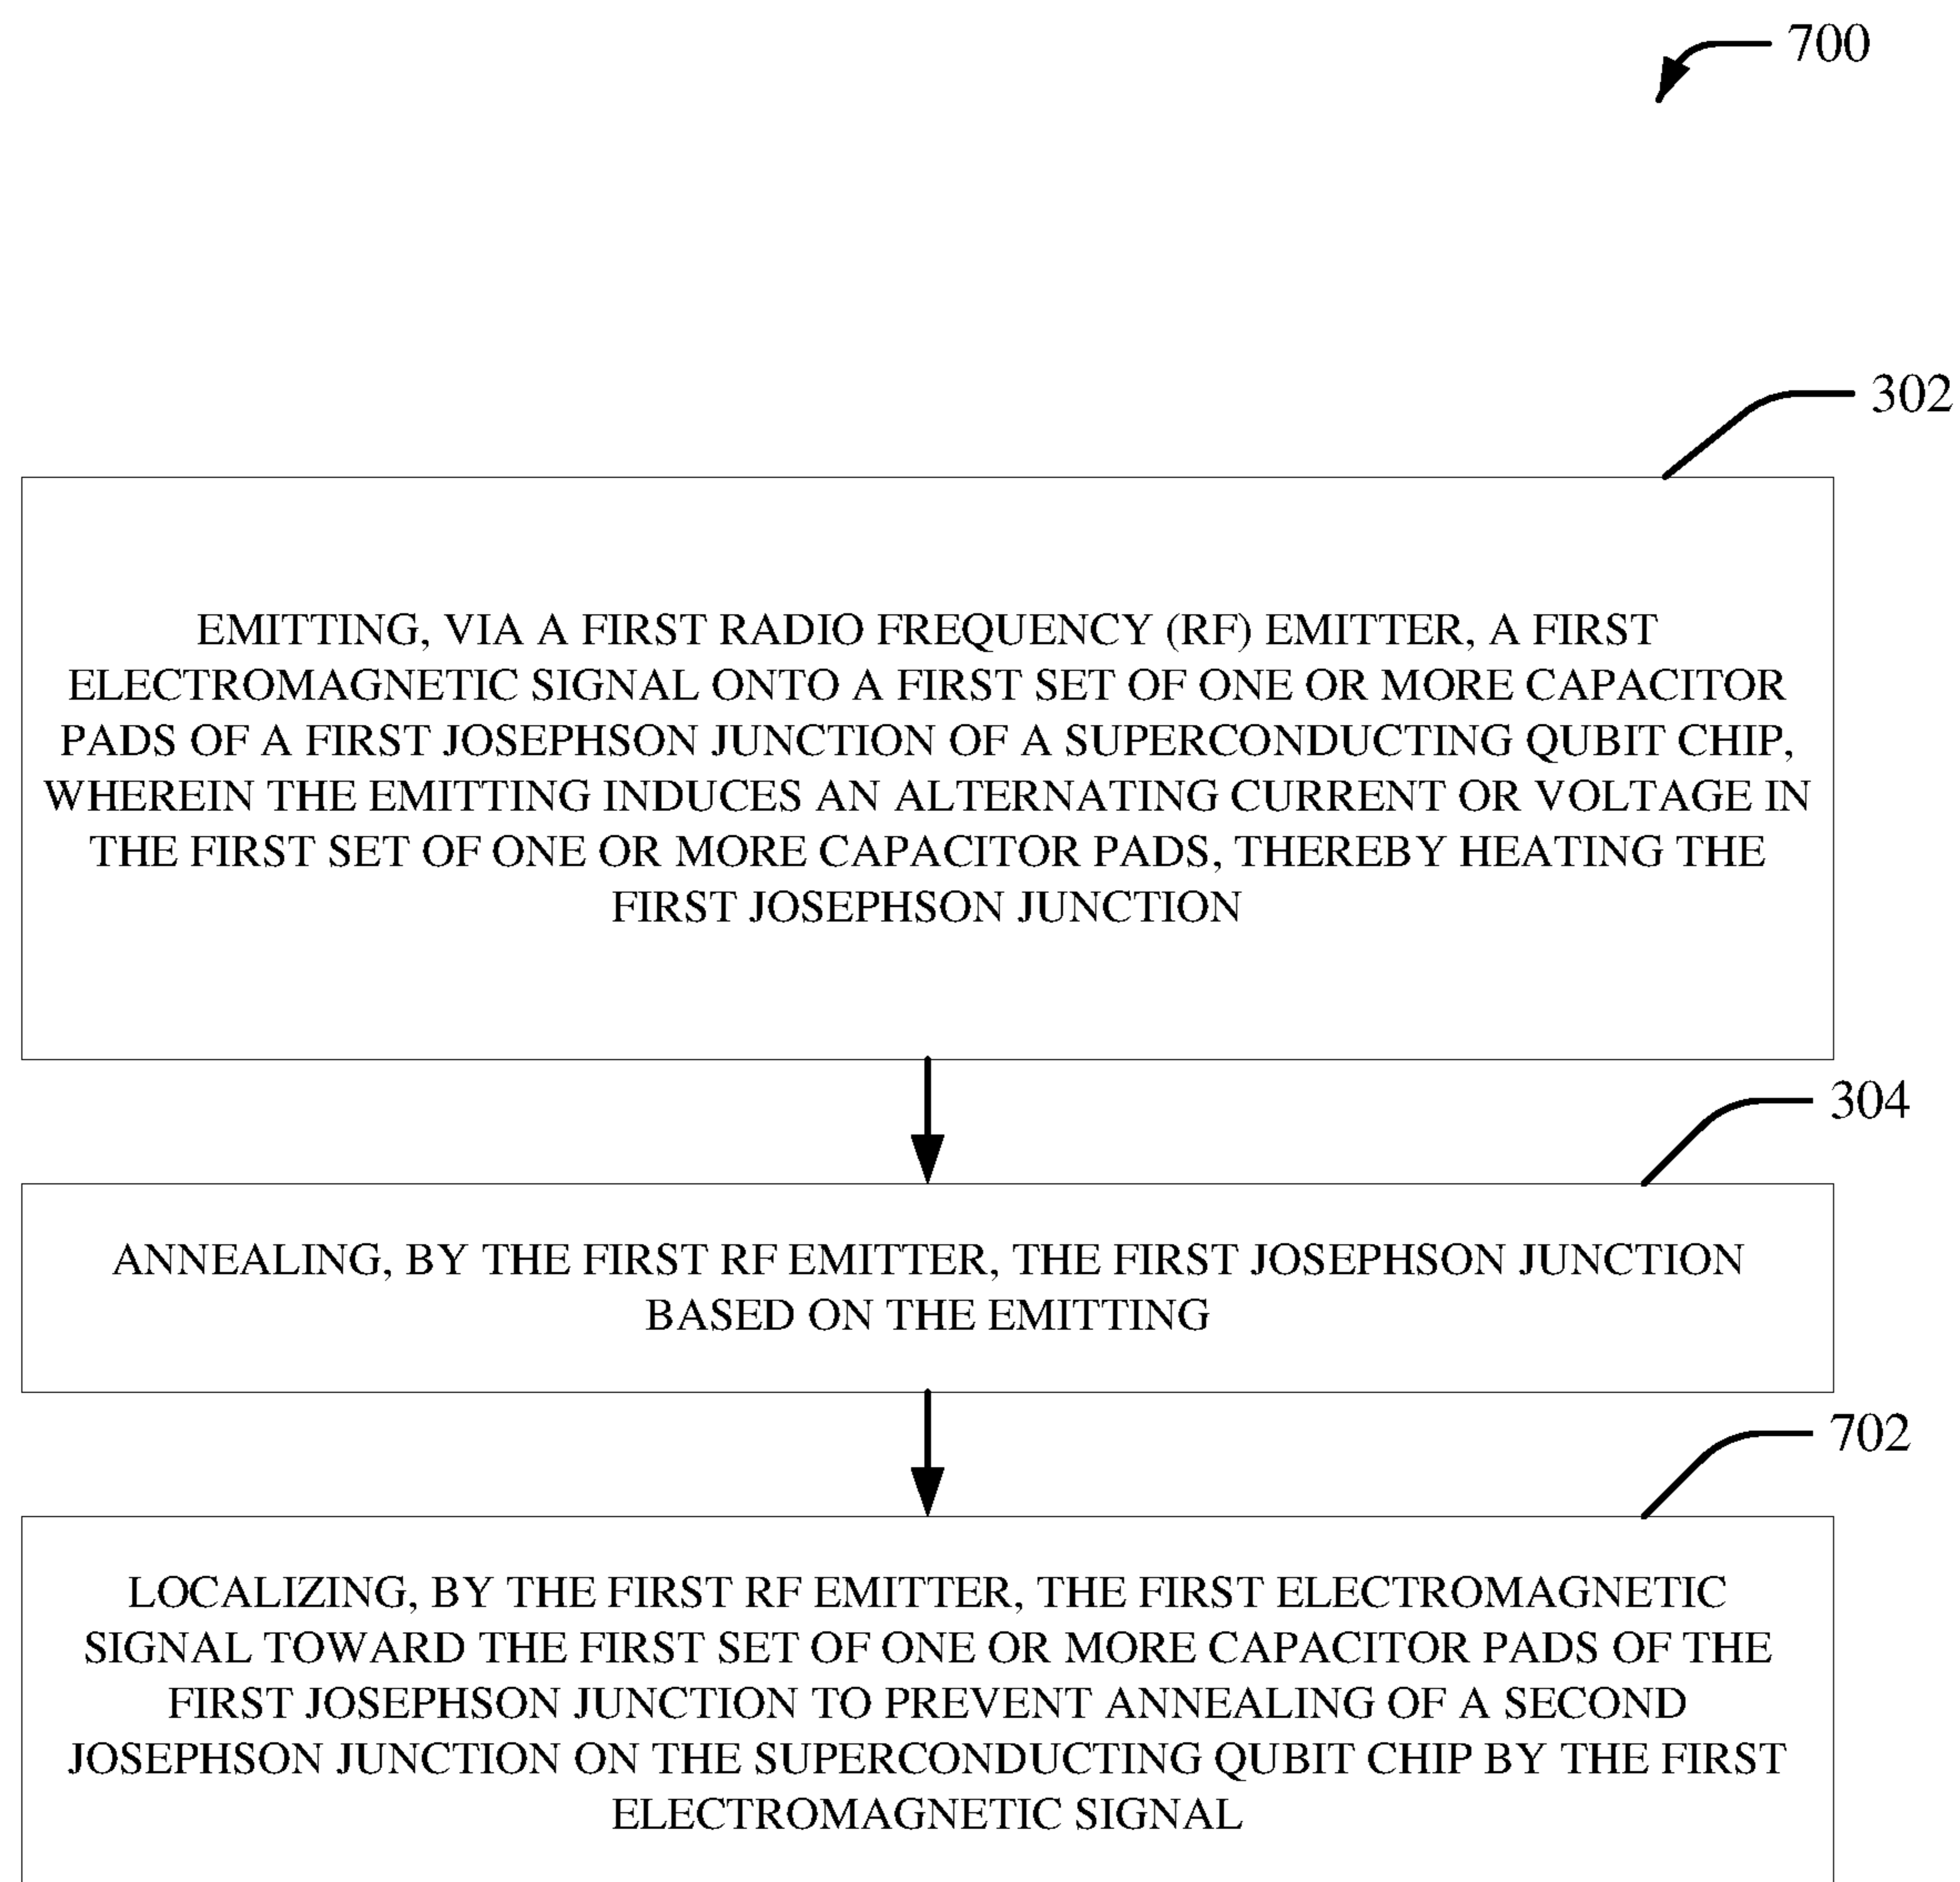 700
302
EMITTING, VIA A FIRST RADIO FREQUENCY (RF) EMITTER, A FIRST
ELECTROMAGNETIC SIGNAL ONTO A FIRST SET OF ONE OR MORE CAPACITOR
PADS OF A FIRST JOSEPHSON JUNCTION OF A SUPERCONDUCTING QUBIT CHIP,
WHEREIN THE EMITTING INDUCES AN ALTERNATING CURRENT OR VOLTAGE IN
THE FIRST SET OF ONE OR MORE CAPACITOR PADS, THEREBY HEATING THE
FIRST JOSEPHSON JUNCTION
304
ANNEALING, BY THE FIRST RF EMITTER, THE FIRST JOSEPHSON JUNCTION
BASED ON THE EMITTING
702
LOCALIZING, BY THE FIRST RF EMITTER, THE FIRST ELECTROMAGNETIC
SIGNAL TOWARD THE FIRST SET OF ONE OR MORE CAPACITOR PADS OF THE
FIRST JOSEPHSON JUNCTION TO PREVENT ANNEALING OF A SECOND
JOSEPHSON JUNCTION ON THE SUPERCONDUCTING QUBIT CHIP BY THE FIRST
ELECTROMAGNETIC SIGNAL